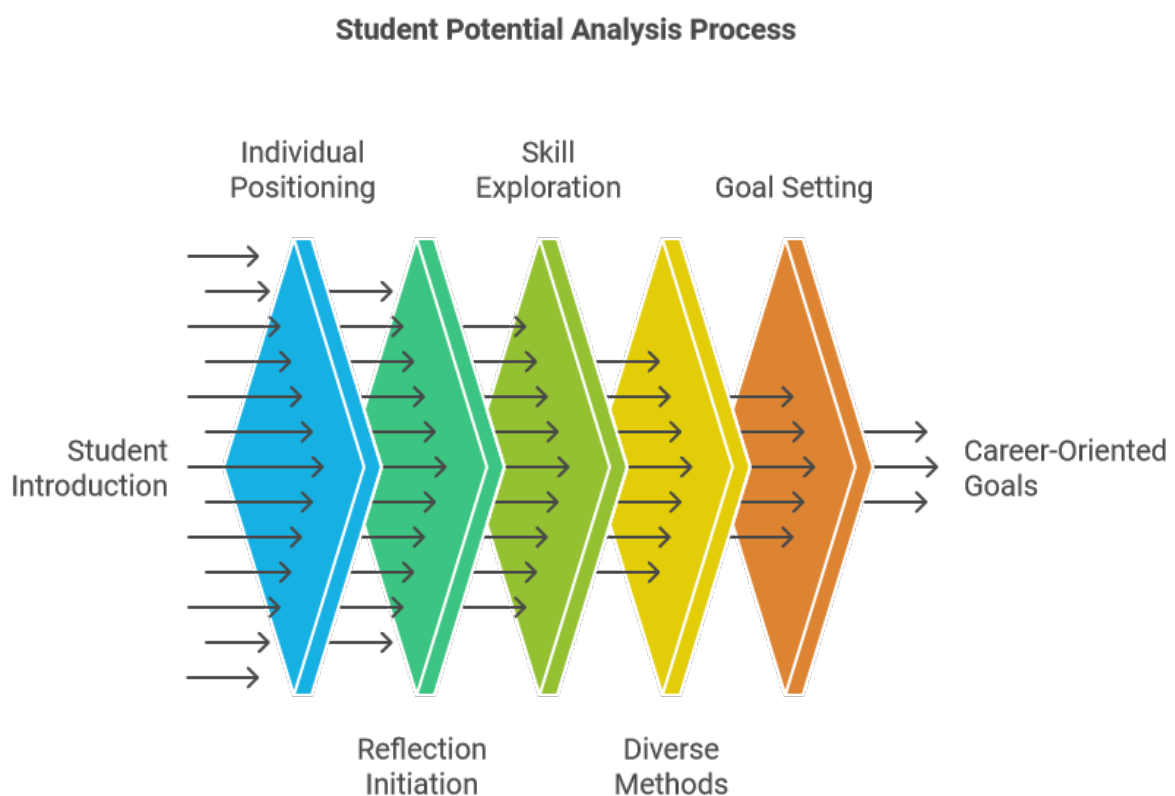 Student Potential Analysis Process
Individual
Positioning
Skill
Exploration
Goal Setting
Student
Introduction
Career-Oriented
Goals
Reflection
Initiation
Diverse
Methods